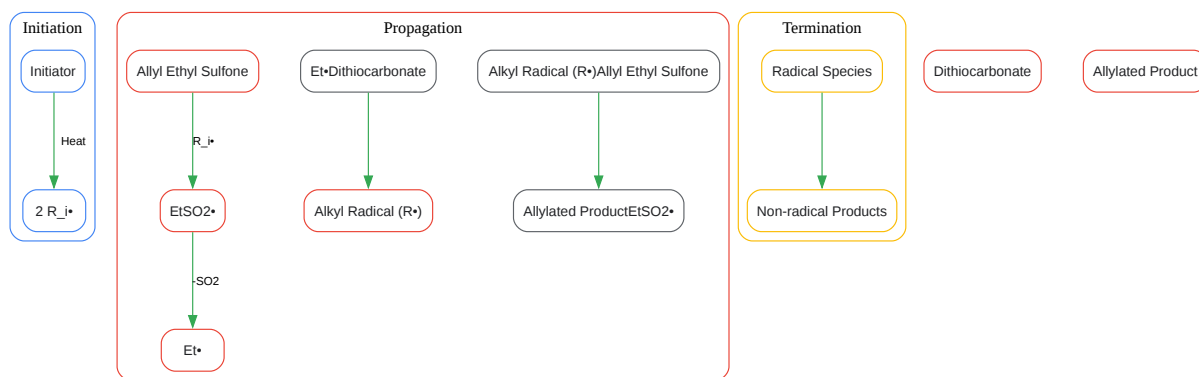 Initiation
Propagation
Termination
Initiator
Allyl Ethyl Sulfone
Et•Dithiocarbonate
Alkyl Radical (R•)Allyl Ethyl Sulfone
Radical Species
Dithiocarbonate
Allylated Product
Heat
R_i•
2 R_i•
EtSO2•
Alkyl Radical (R•)
Allylated ProductEtSO2•
Non-radical Products
-SO2
Et•